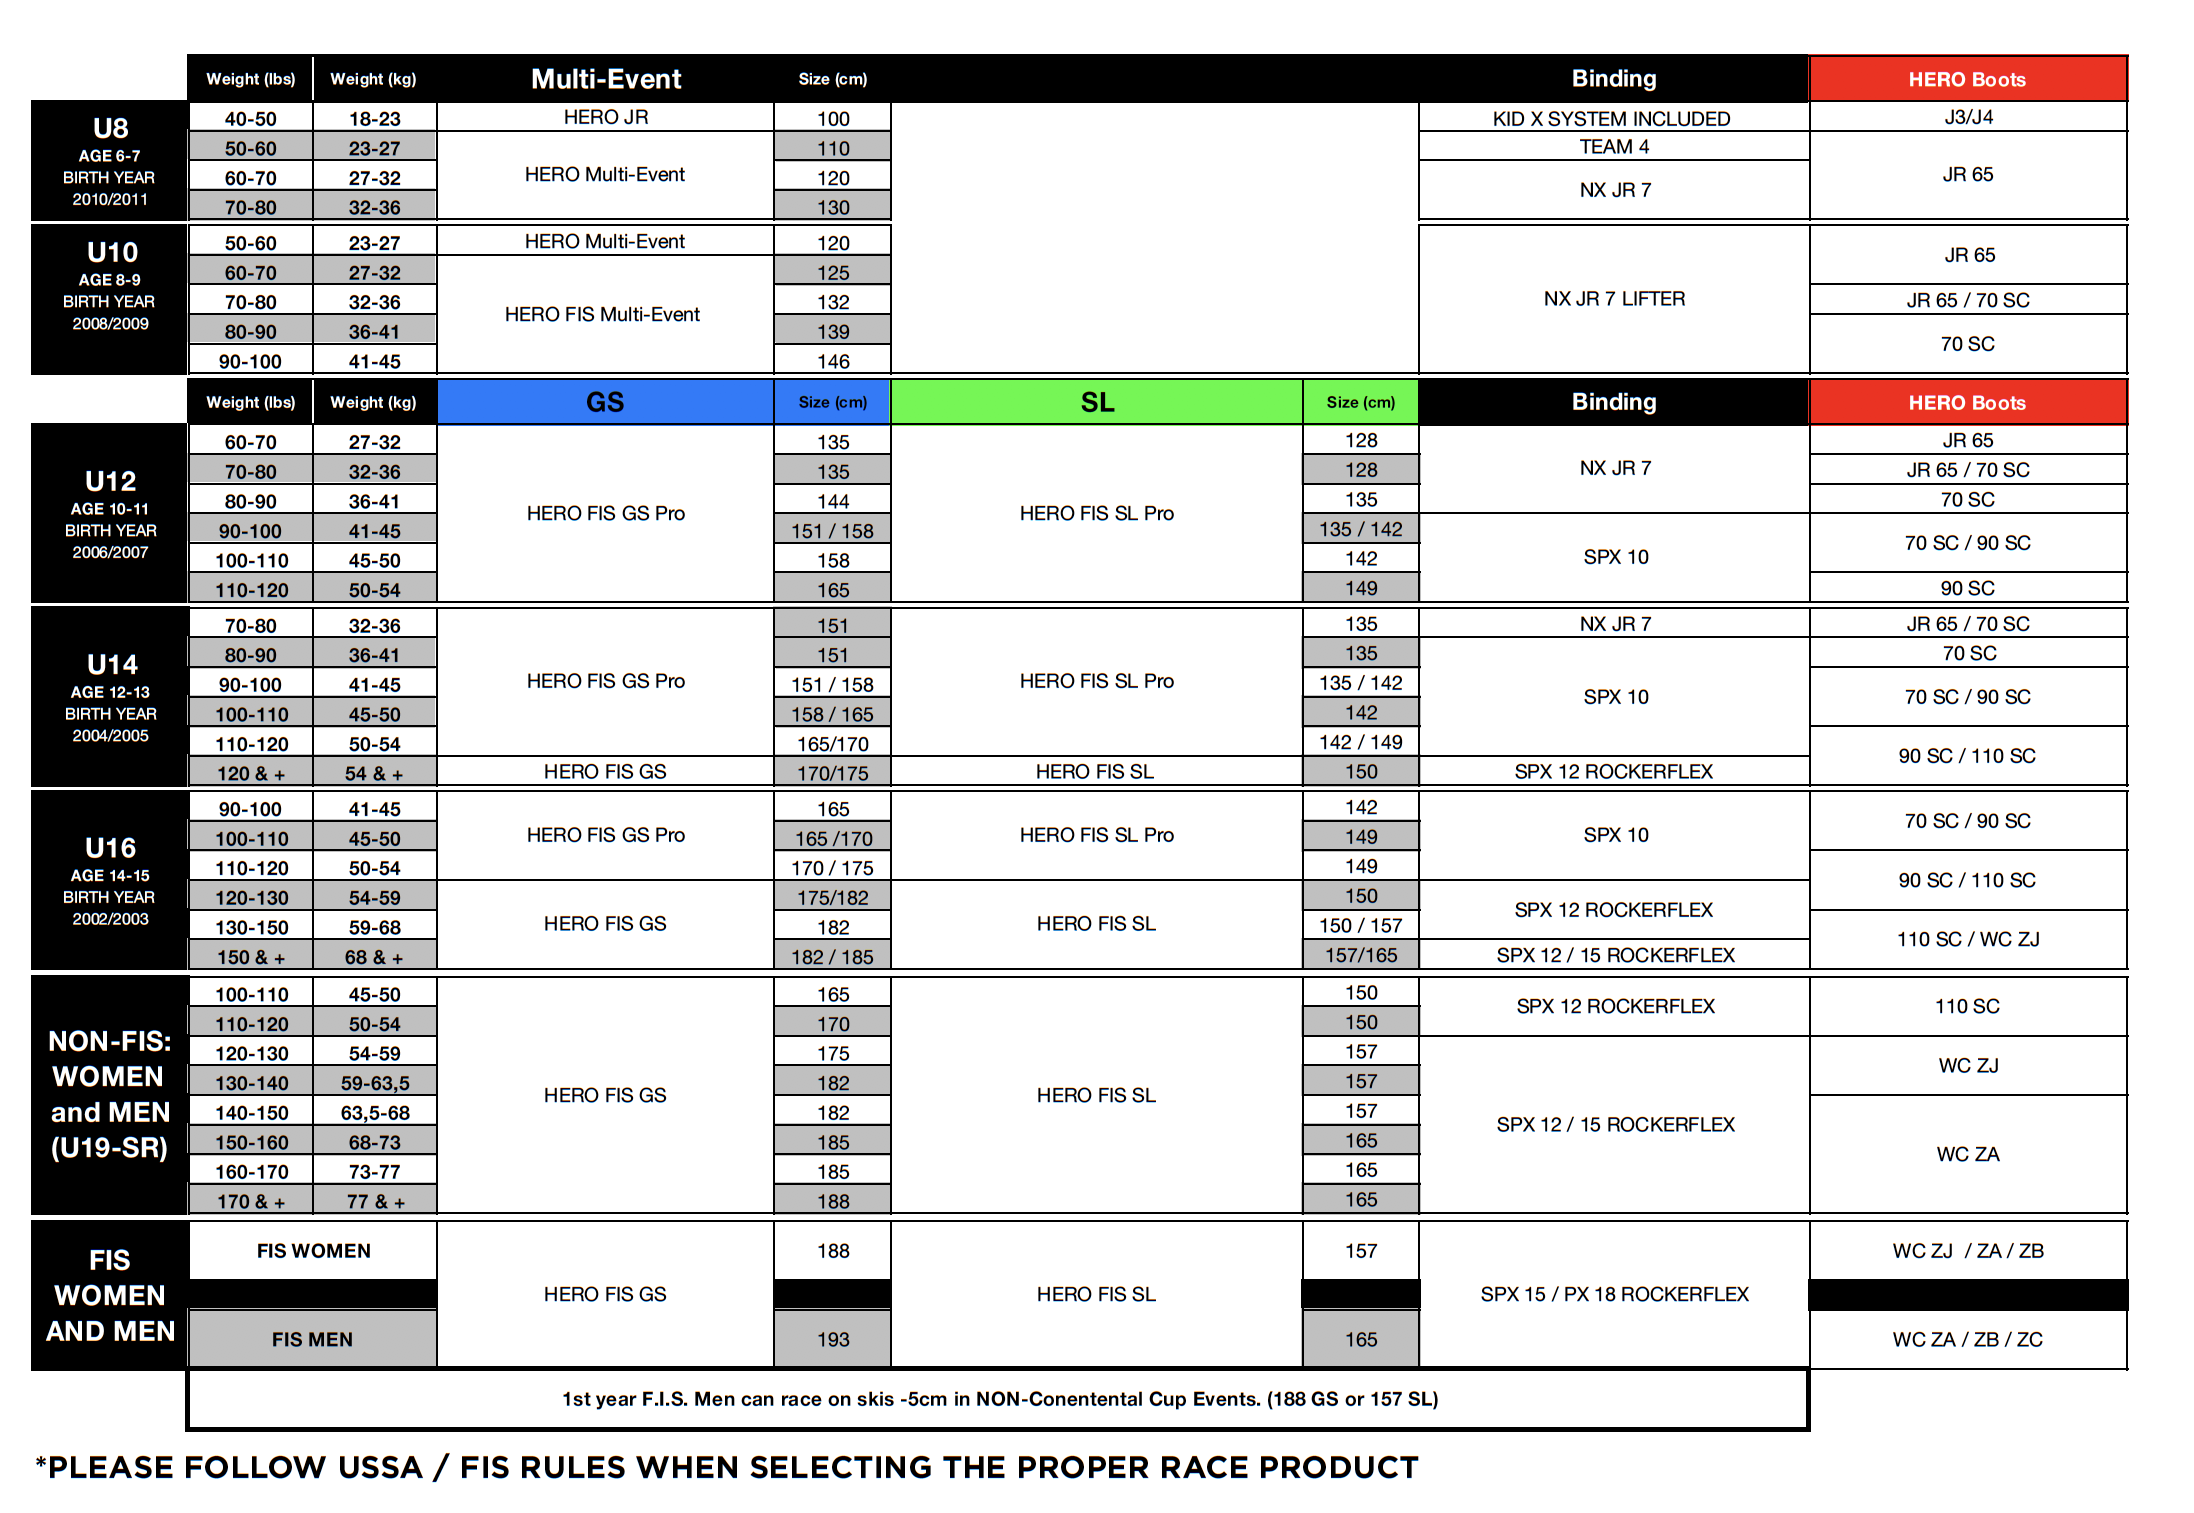 Weight (lbs) Weight (kg) Multi-Event Size (cm) Binding HERO Boots
U8
AGE 6-7
BIRTH YEAR
2010/2011
40-50 18-23 HERO JR 100 KID X SYSTEM INCLUDED J3/J4
50-60 23-27 110 TEAM 4
60-70 27-32 HERO Multi-Event 120 NX JR 7 JR 65
70-80 32-36 130
U10
AGE 8-9
BIRTH YEAR
2008/2009
50-60 23-27 HERO Multi-Event 120 JR 65
60-70 27-32 125
70-80 32-36 HERO FIS Multi-Event 132 NX JR 7 LIFTER JR 65 / 70 SC
80-90 36-41 139 70 SC
90-100 41-45 146
Weight (lbs) Weight (kg) GS Size (cm) SL Size (cm) Binding HERO Boots
U12
AGE 10-11
BIRTH YEAR
2006/2007
60-70 27-32 135 128 JR 65
70-80 32-36 135 128 NX JR 7 JR 65 / 70 SC
80-90 36-41 HERO FIS GS Pro 144 HERO FIS SL Pro 135 70 SC
90-100 41-45 151 / 158 135 / 142 70 SC / 90 SC
100-110 45-50 158 142 SPX 10
110-120 50-54 165 149 90 SC
U14
AGE 12-13
BIRTH YEAR
2004/2005
70-80 32-36 151 135 NX JR 7 JR 65 / 70 SC
80-90 36-41 151 135 70 SC
90-100 41-45 HERO FIS GS Pro 151 / 158 HERO FIS SL Pro 135 / 142 SPX 10 70 SC / 90 SC
100-110 45-50 158 / 165 142
110-120 50-54 165/170 142 / 149 90 SC / 110 SC
120 & + 54 & + HERO FIS GS 170/175 HERO FIS SL 150 SPX 12 ROCKERFLEX
U16
AGE 14-15
BIRTH YEAR
2002/2003
90-100 41-45 165 142 70 SC / 90 SC
100-110 45-50 HERO FIS GS Pro 165 /170 HERO FIS SL Pro 149 SPX 10
110-120 50-54 170 / 175 149 90 SC / 110 SC
120-130 54-59 175/182 150 SPX 12 ROCKERFLEX
130-150 59-68 HERO FIS GS 182 HERO FIS SL 150 / 157 110 SC / WC ZJ
150 & + 68 & + 182 / 185 157/165 SPX 12 / 15 ROCKERFLEX
NON-FIS:
WOMEN
and MEN
(U19-SR)
100-110 45-50 165 150 SPX 12 ROCKERFLEX 110 SC
110-120 50-54 170 150
120-130 54-59 175 157 WC ZJ
130-140 59-63,5 HERO FIS GS 182 HERO FIS SL 157
140-150 63,5-68 182 157 SPX 12 / 15 ROCKERFLEX
150-160 68-73 185 165 WC ZA
160-170 73-77 185 165
170 & + 77 & + 188 165
FIS
WOMEN
AND MEN
FIS WOMEN 188 157 WC ZJ / ZA / ZB
HERO FIS GS HERO FIS SL SPX 15 / PX 18 ROCKERFLEX
FIS MEN 193 165 WC ZA / ZB / ZC
1st year F.I.S. Men can race on skis -5cm in NON-Conentental Cup Events. (188 GS or 157 SL)
*PLEASE FOLLOW USSA / FIS RULES WHEN SELECTING THE PROPER RACE PRODUCT